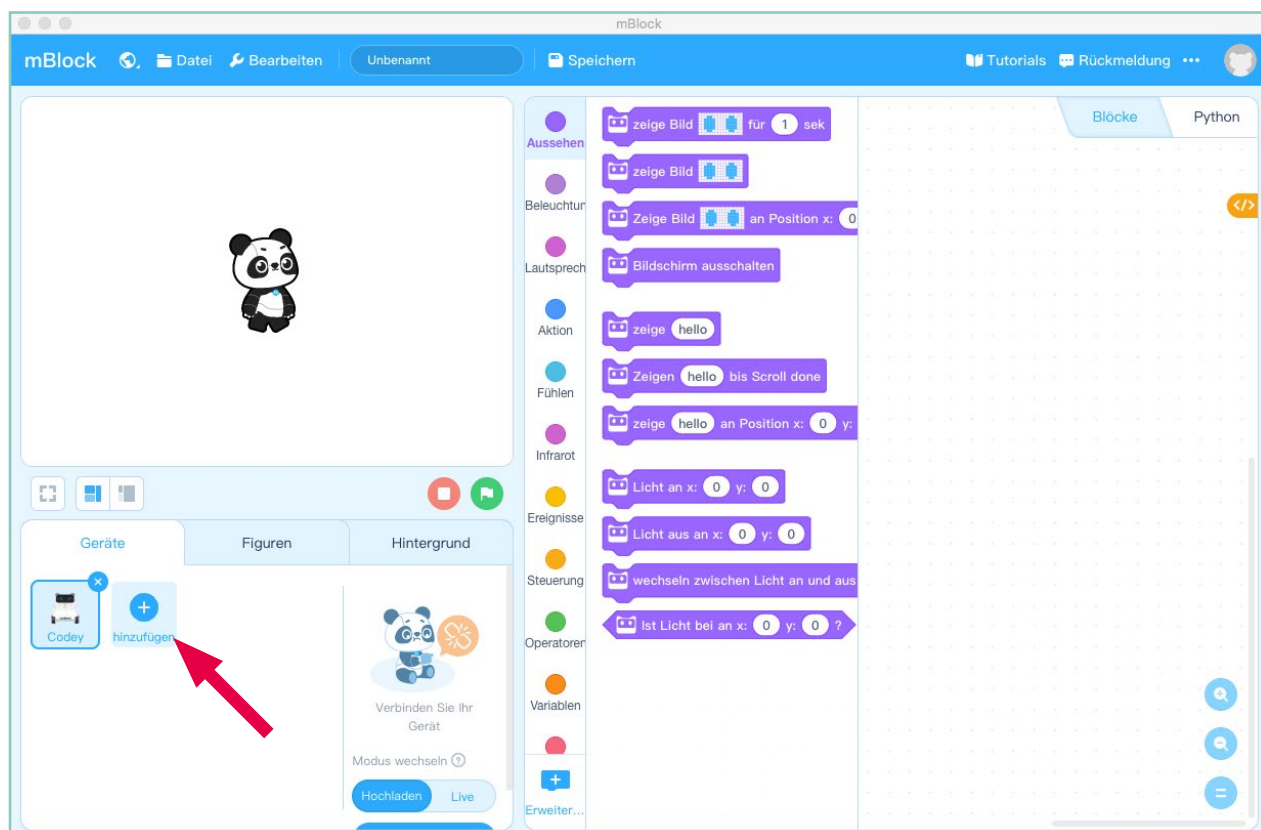 mBlock
mBlock Datei Bearbeiten Unbenannt Speichern Tutorials Rückmeldung
Aussehen
Beleuchtun
Lautsprech
Aktion
Fühlen
Infrarot
Ereignisse
Steuerung
Operatoren
Variablen
Erweiter...
zeige Bild für 1 sek
zeige Bild
Zeige Bild an Position x: 0
Bildschirm ausschalten
zeige hello
Zeigen hello bis Scroll done
zeige hello an Position x: 0 y:
Licht an x: 0 y: 0
Licht aus an x: 0 y: 0
wechseln zwischen Licht an und aus
Ist Licht bei an x: 0 y: 0 ?
Blöcke Python
</>
Geräte Figuren Hintergrund
Codey
hinzufügen
Verbinden Sie Ihr
Gerät
Modus wechseln ?
Hochladen Live